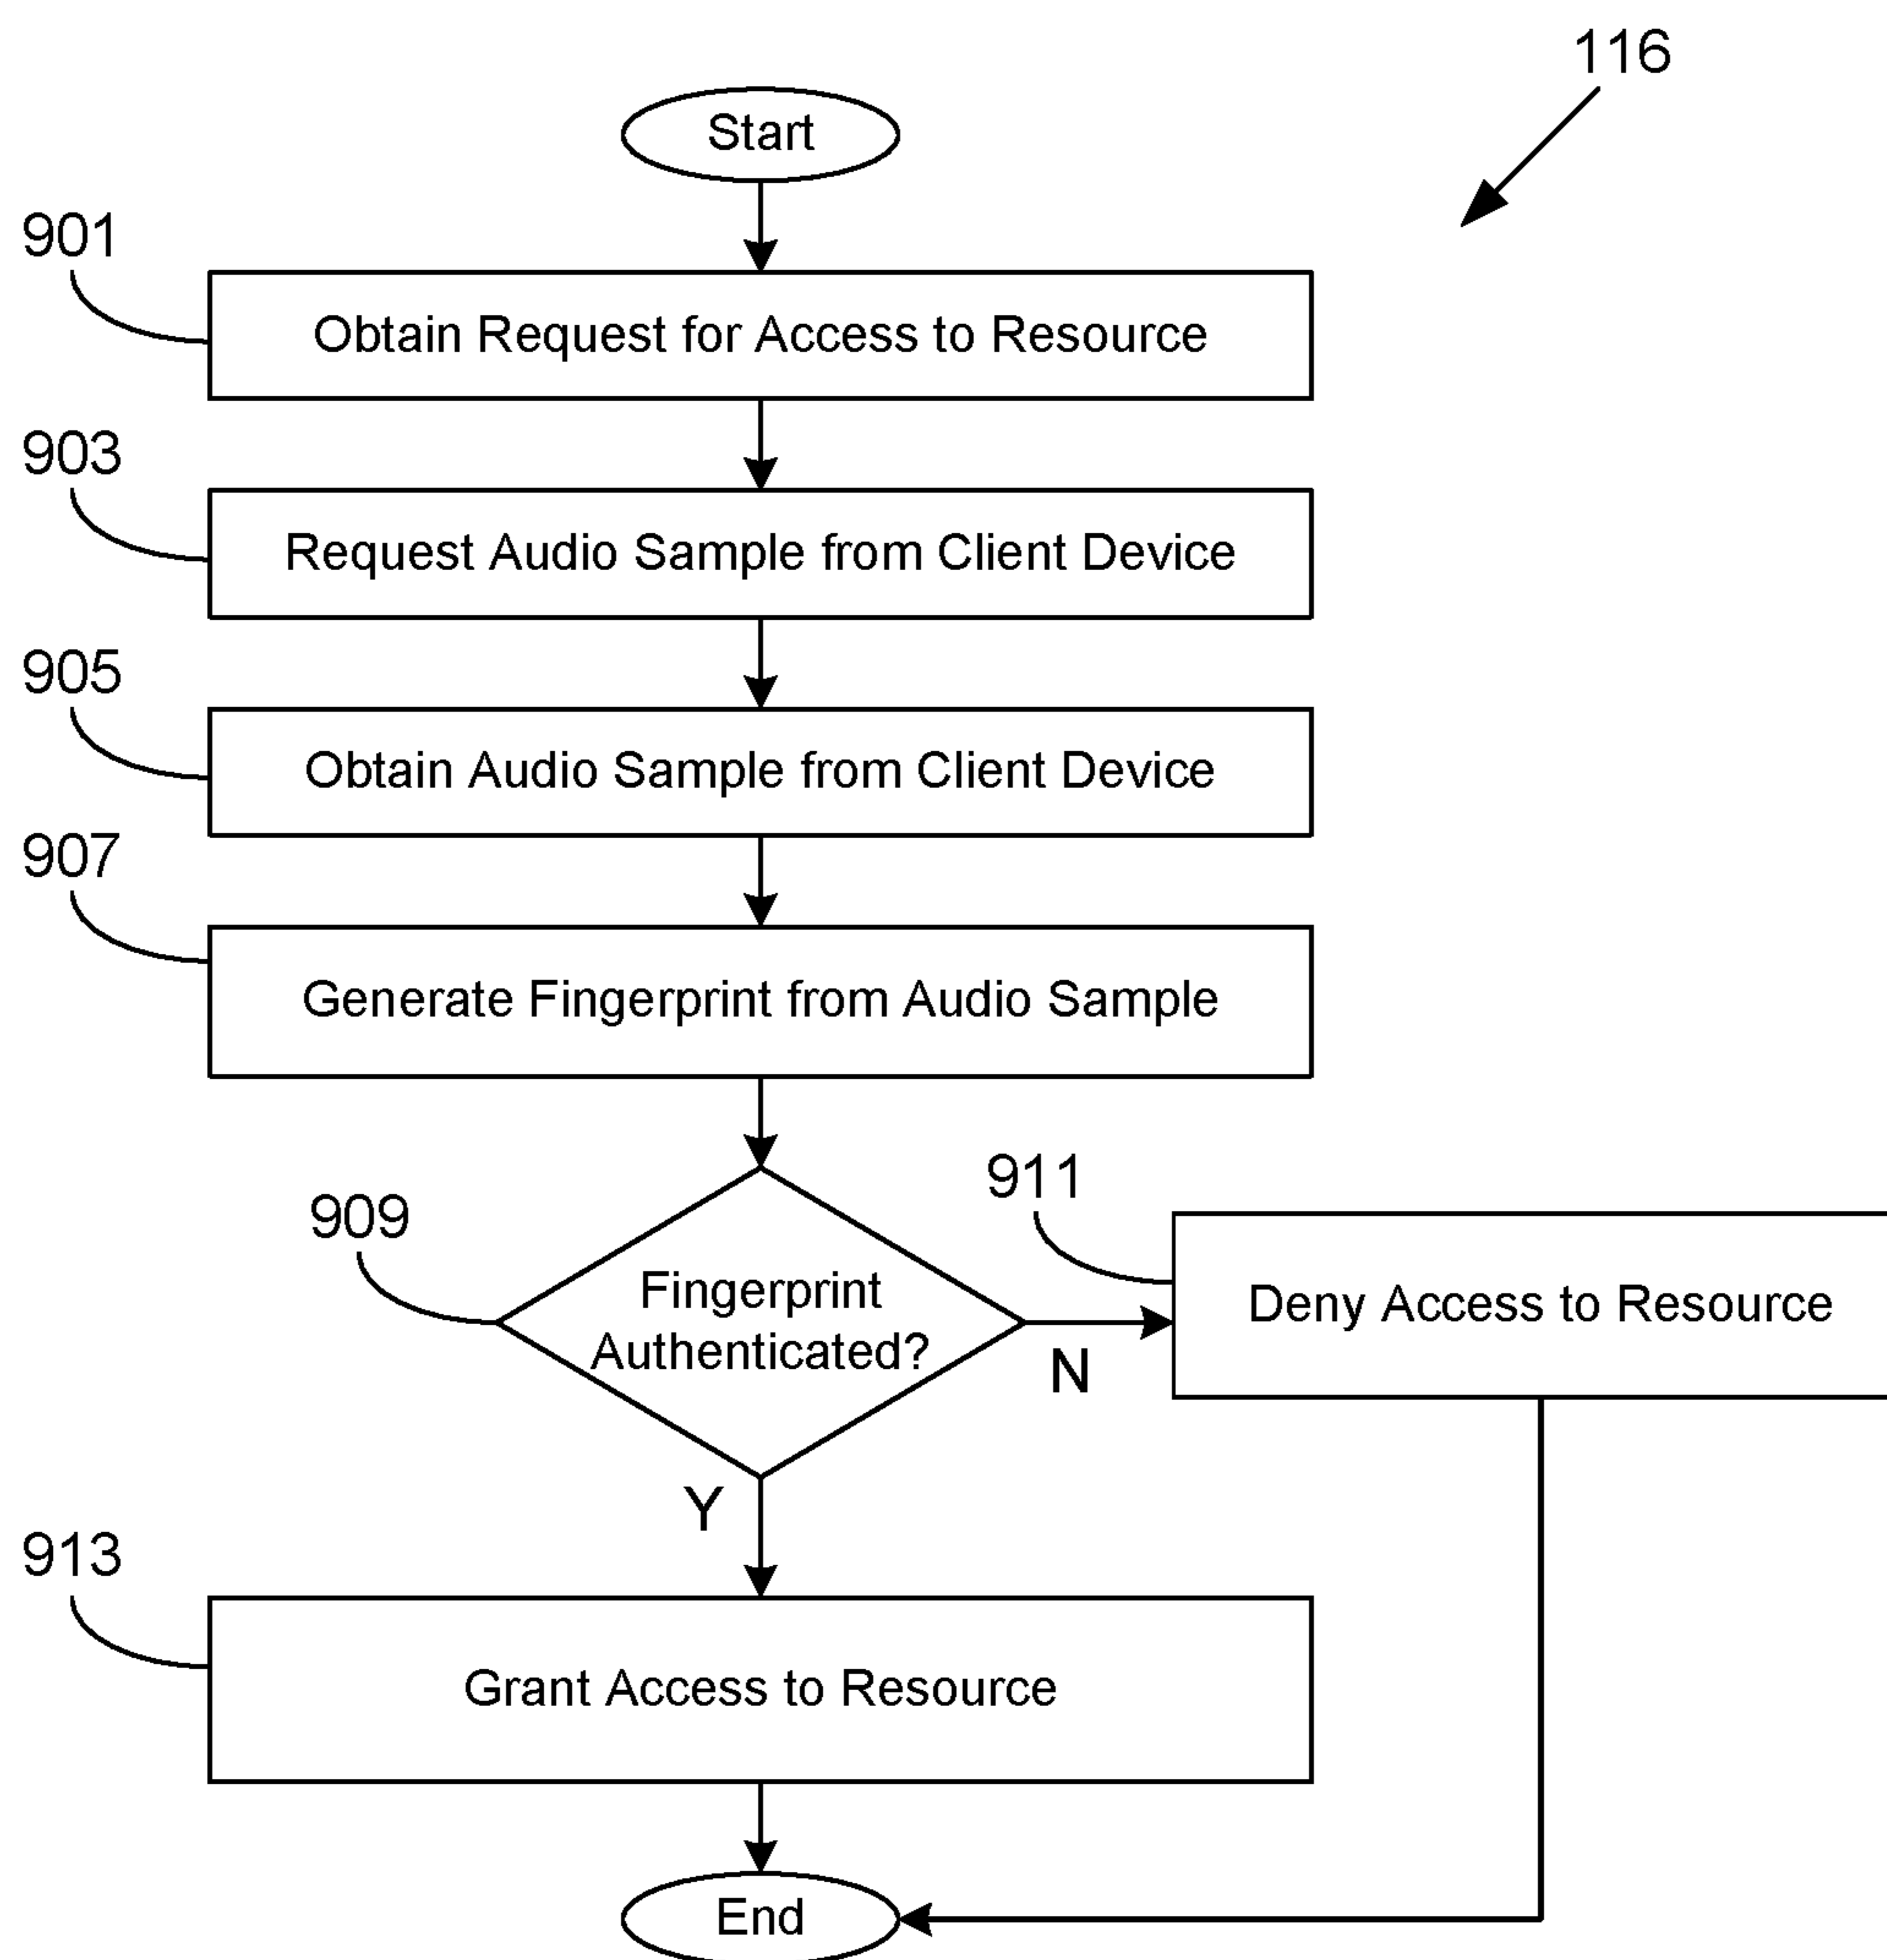 116
Start
901
Obtain Request for Access to Resource
903
Request Audio Sample from Client Device
905
Obtain Audio Sample from Client Device
907
Generate Fingerprint from Audio Sample
909
Fingerprint
Authenticated?
911
N
Deny Access to Resource
Y
913
Grant Access to Resource
End